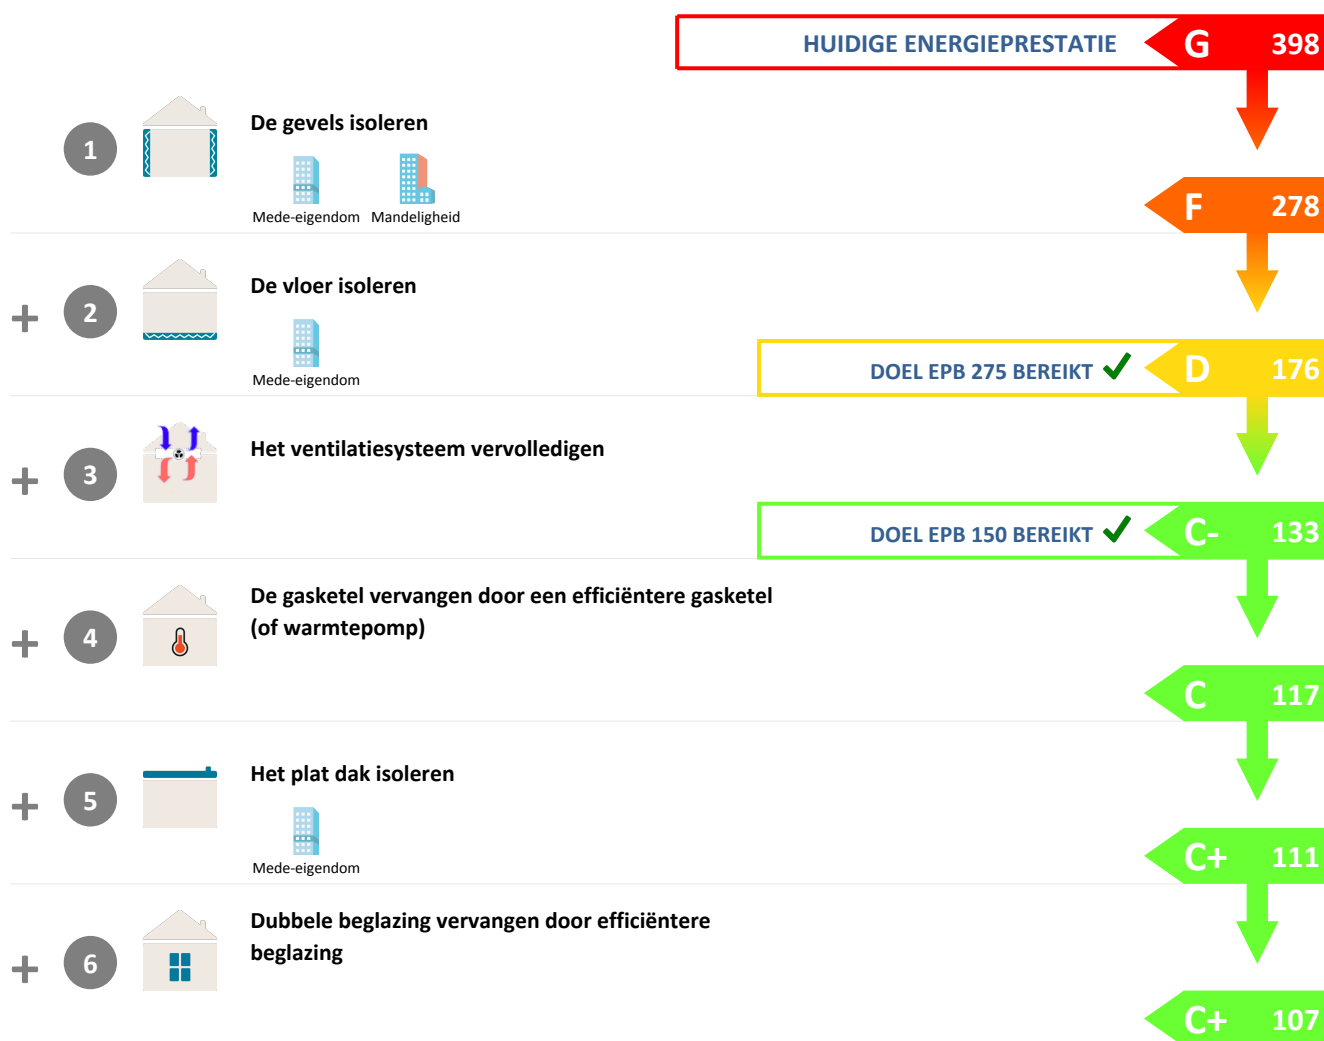 HUIDIGE ENERGIEPRESTATIE G 398
1 De gevels isoleren
Mede-eigendom Mandeligheid
F 278
+ 2 De vloer isoleren
Mede-eigendom
DOEL EPB 275 BEREIKT ✓ D 176
+ 3 Het ventilatiesysteem vervolledigen
DOEL EPB 150 BEREIKT ✓ C- 133
+ 4 De gasketel vervangen door een efficiëntere gasketel
(of warmtepomp)
C 117
+ 5 Het plat dak isoleren
Mede-eigendom
C+ 111
+ 6 Dubbele beglazing vervangen door efficiëntere
beglazing
C+ 107